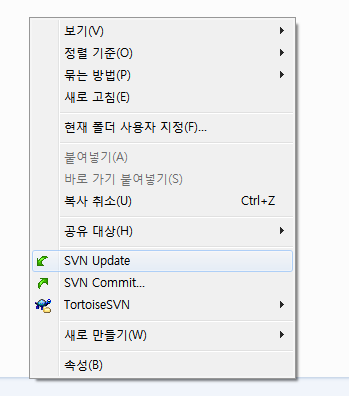 보기(V)
정렬 기준(O)
묶는 방법(P)
새로 고침(E)
현재 폴더 사용자 지정(F)...
붙여넣기(A)
바로 가기 붙여넣기(S)
복사 취소(U) Ctrl+Z
공유 대상(H)
SVN Update
SVN Commit...
TortoiseSVN
새로 만들기(W)
속성(B)